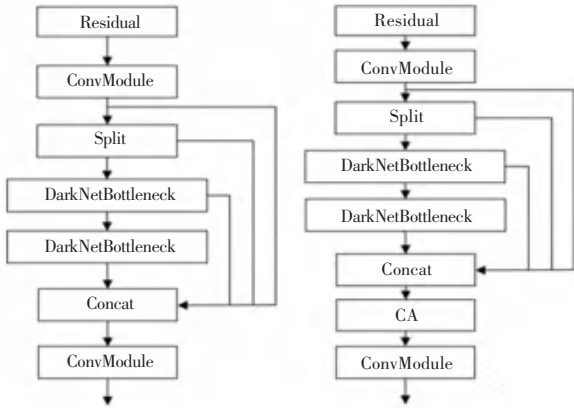 Residual
ConvModule
Split
DarkNetBottleneck
DarkNetBottleneck
Concat
ConvModule
Residual
ConvModule
Split
DarkNetBottleneck
DarkNetBottleneck
Concat
CA
ConvModule